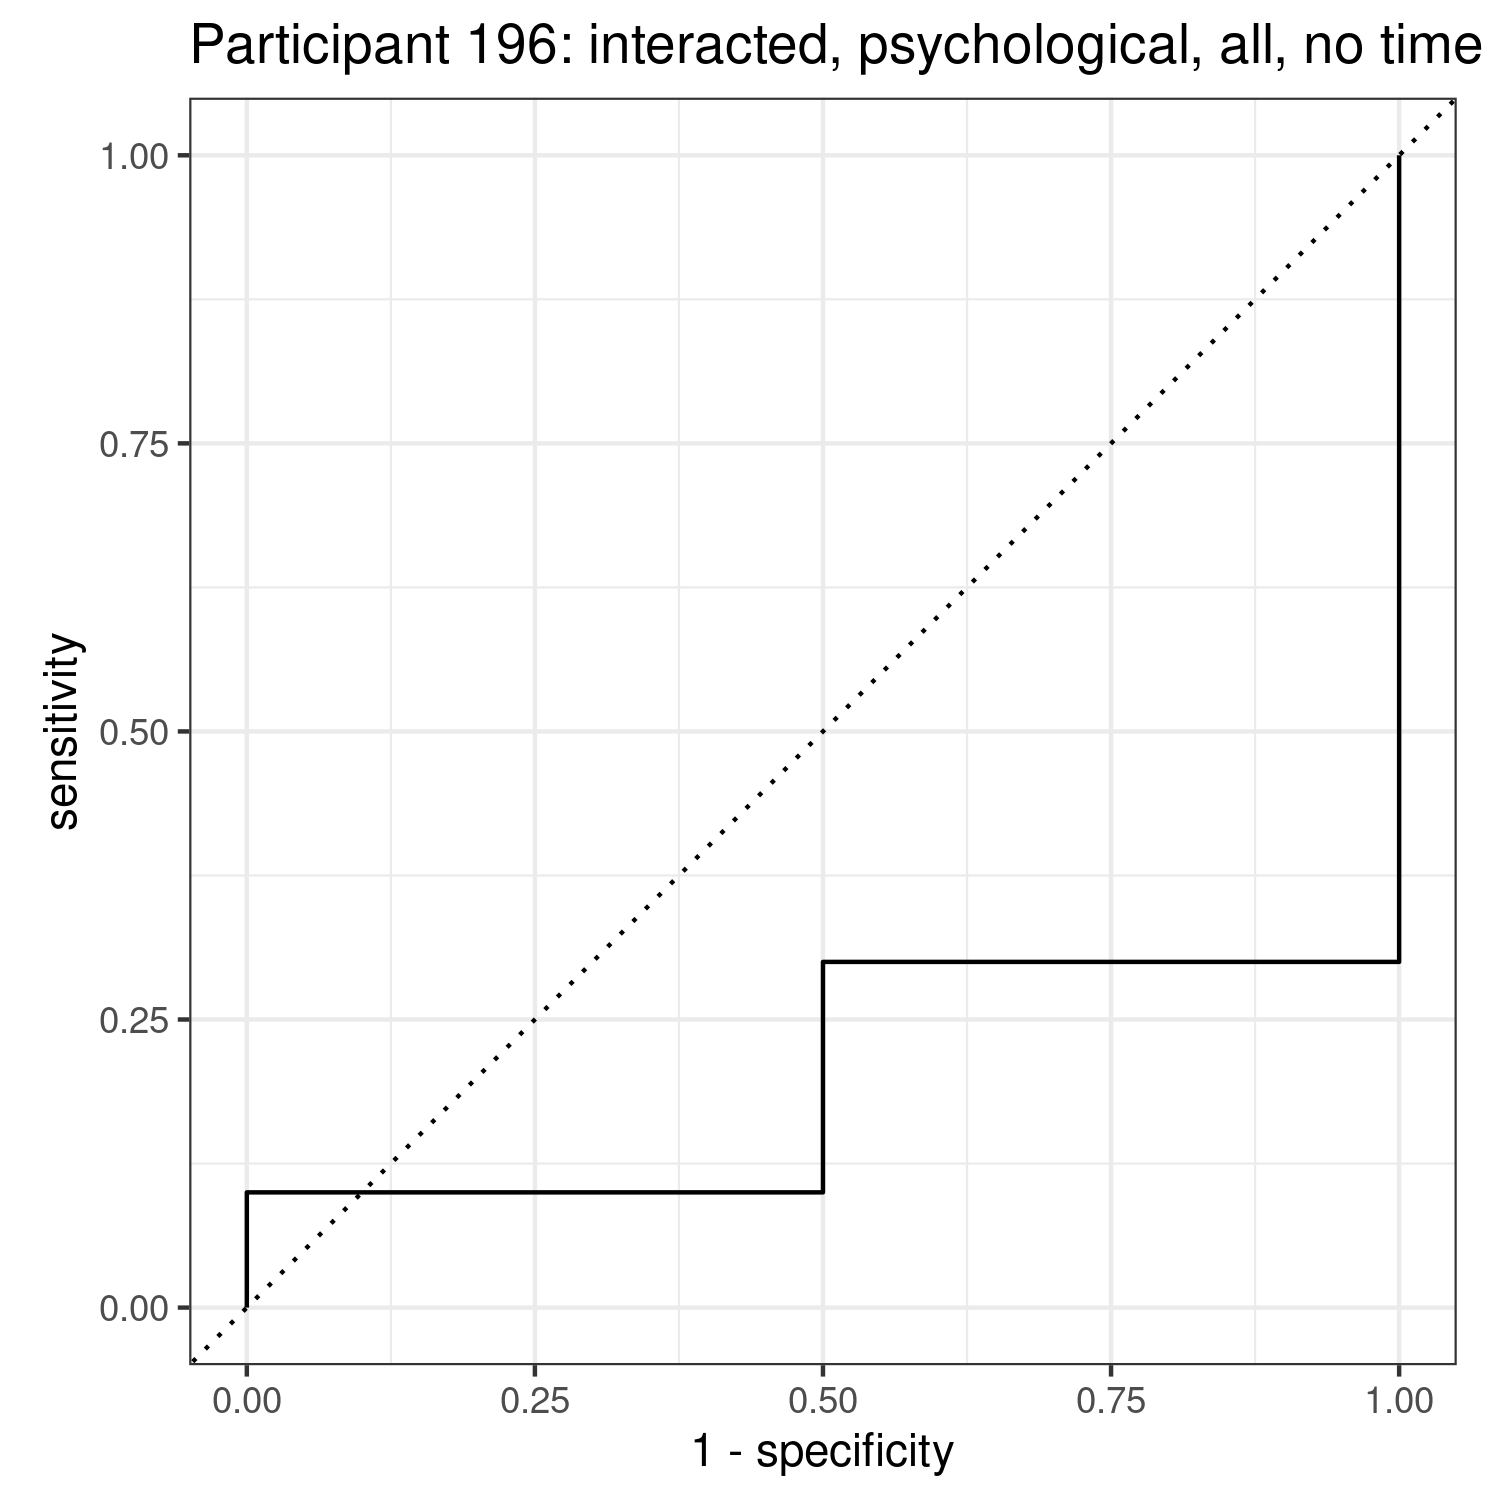 Participant 196: interacted, psychological, all, no time
1.00
0.75
0.50
0.25
0.00
sensitivity
0.00 0.25 0.50 0.75 1.00
1 - specificity